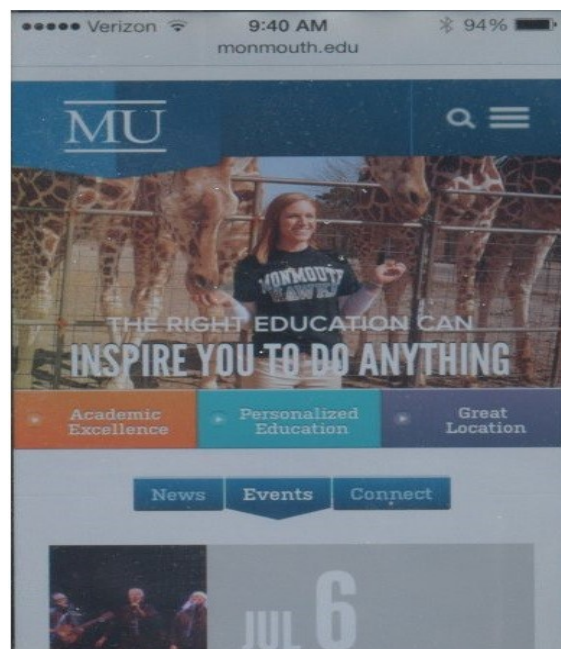 Verizon 9:40 AM 94%
monmouth.edu
MU
MONMOUTH
HAWKS
THE RIGHT EDUCATION CAN
INSPIRE YOU TO DO ANYTHING
Academic
Excellence
Personalized
Education
Great
Location
News Events Connect
JUL 6